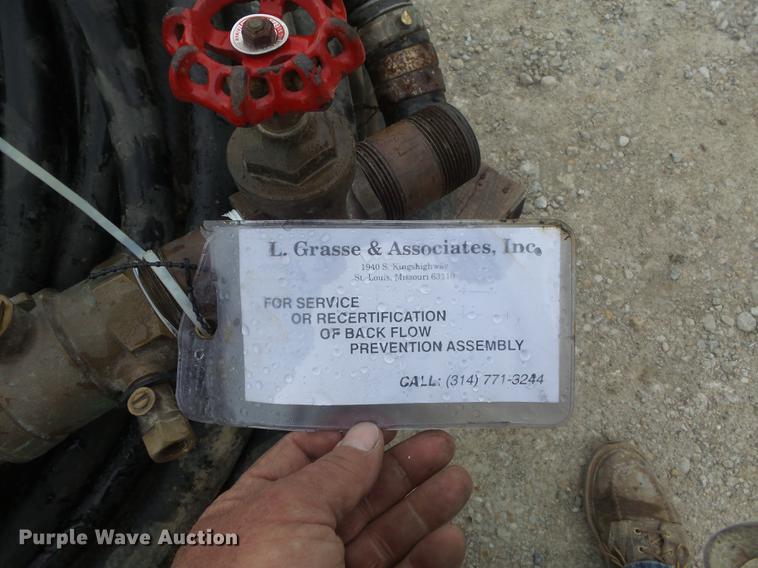 L. Grasse & Associates, Inc.
1940 S. Kingshighway
St. Louis, Missouri 63110
FOR SERVICE
OR RECERTIFICATION
OF BACK FLOW
PREVENTION ASSEMBLY
CALL: (314) 771-3244
Purple Wave Auction